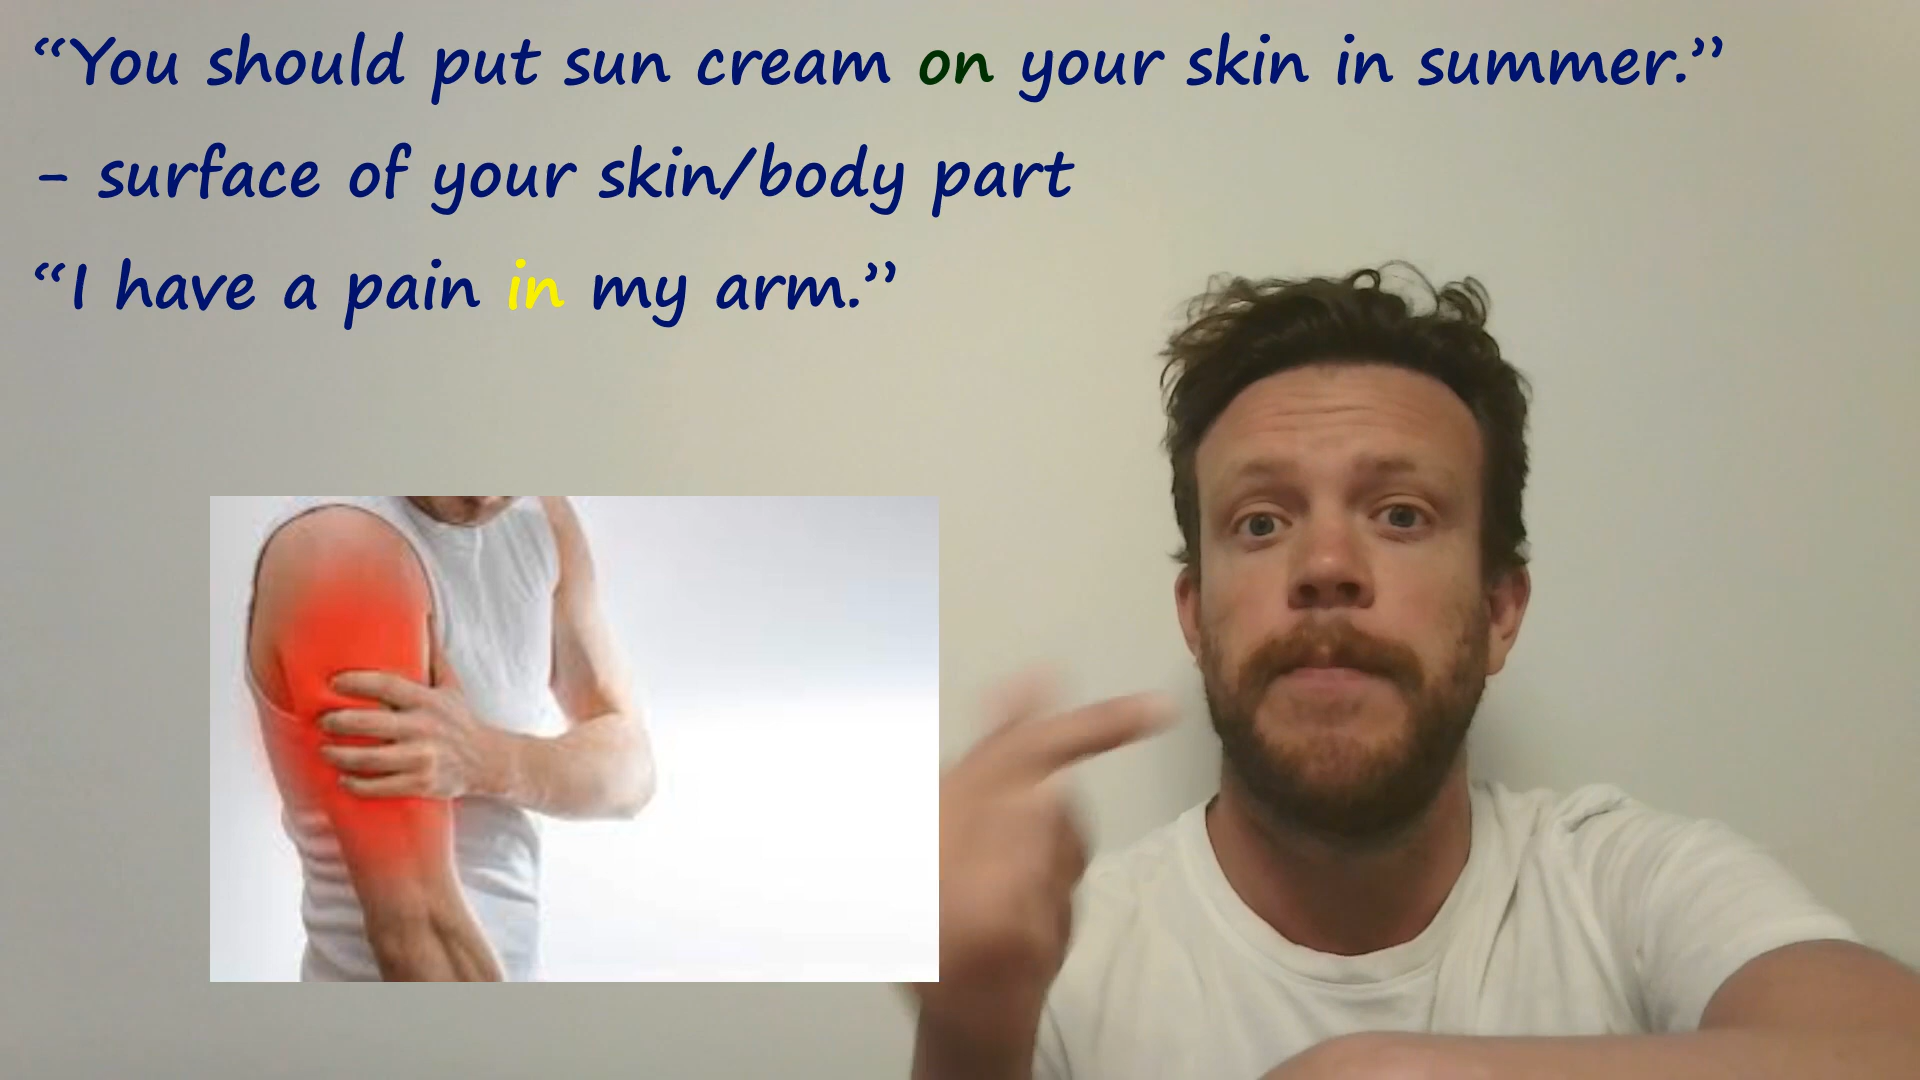 “You should put sun cream on your skin in summer.”
- surface of your skin/body part
“I have a pain in my arm.”